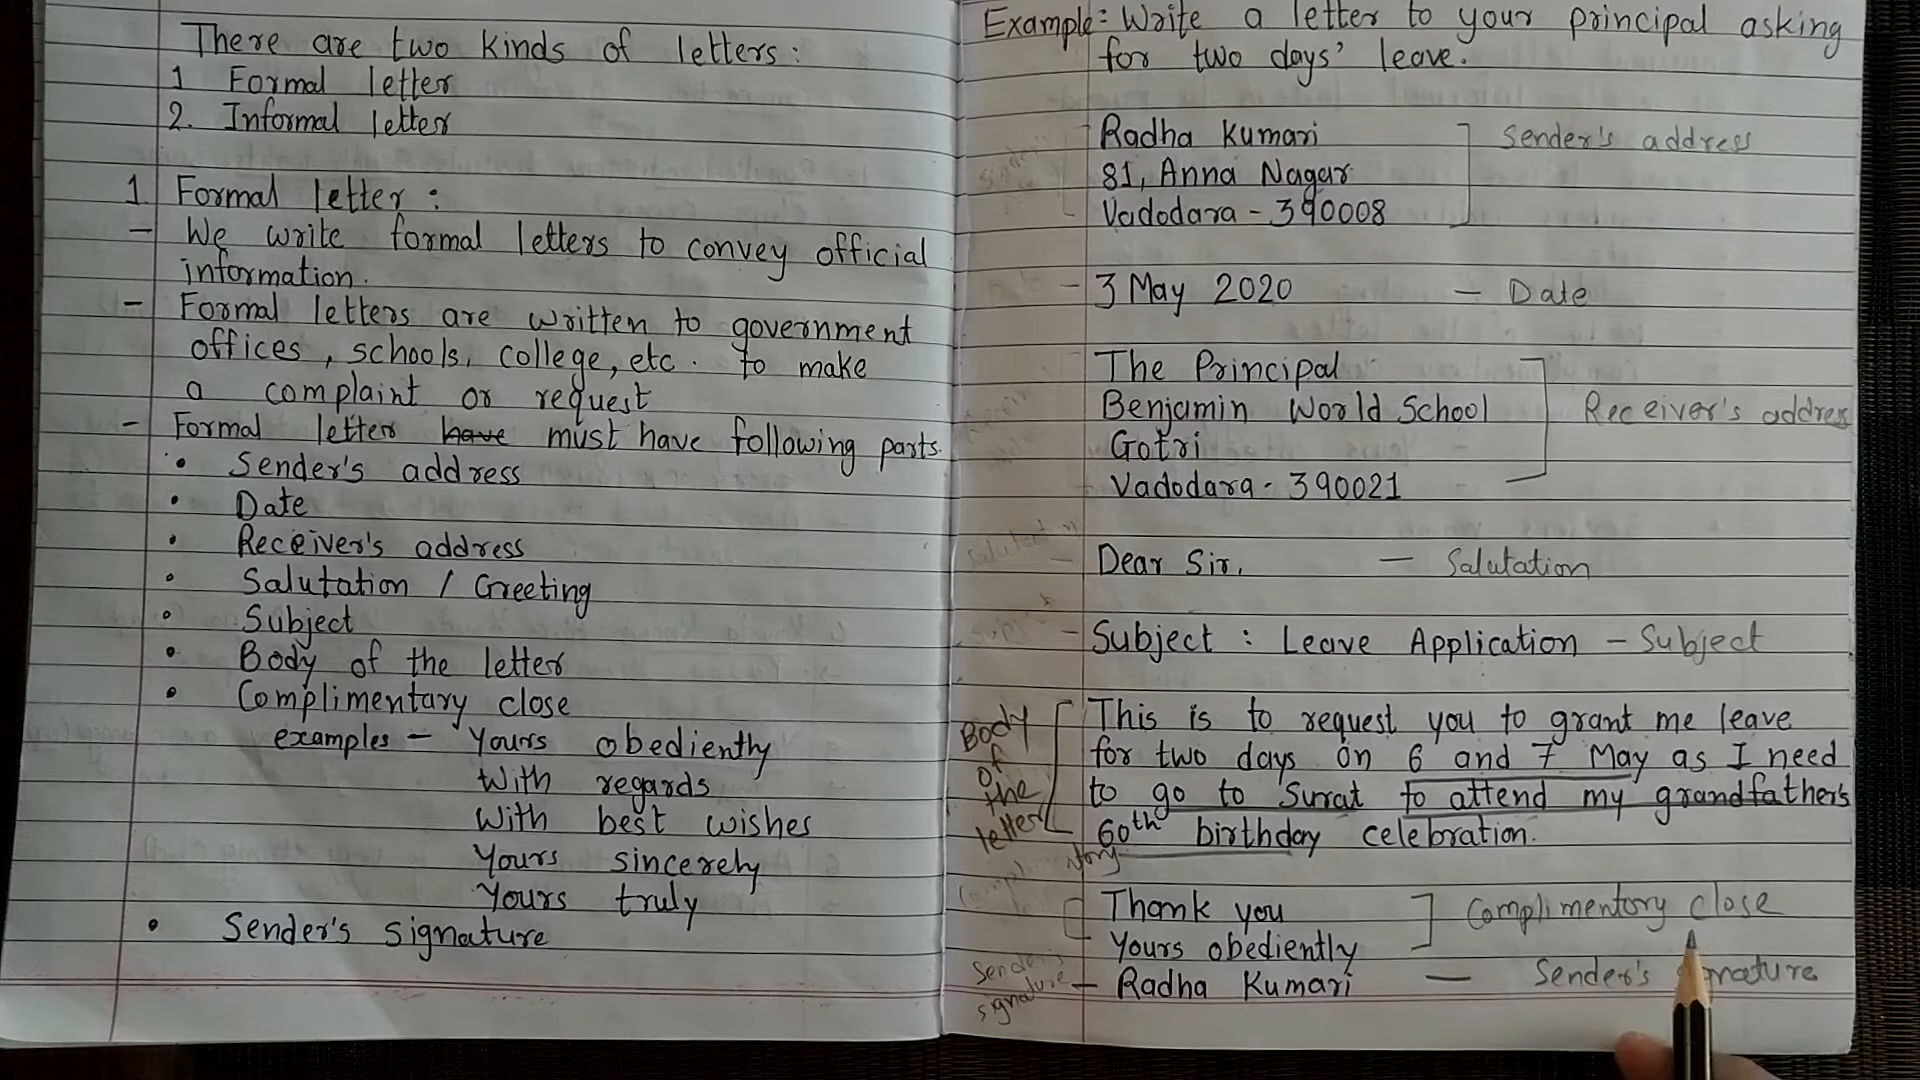 There are two kinds of letters:
1 Formal letter
2. Informal letter
1 Formal letter:
- We write formal letters to convey official
information.
- Formal letters are written to government
offices, schools, college, etc. to make
a complaint or request
- Formal letter have must have following parts.
• Sender's address
• Date
• Receiver's address
• Salutation / Greeting
• Subject
• Body of the letter
• Complimentary close
examples - Yours obediently
With regards
With best wishes
Yours sincerely
Yours truly
• Sender's signature
Example: Write a letter to your principal asking
for two days' leave.
Radha Kumari
81, Anna Nagar
Vadodara - 390008
Sender's address
- 3 May 2020 - Date
The Principal
Benjamin World School
Gotri
Vadodara - 390021
Receiver's address
Dear Sir, - Salutation
- Subject : Leave Application - Subject
Body
of
the
letter
This is to request you to grant me leave
for two days on 6 and 7 May as I need
to go to Surat to attend my grandfather's
60th birthday celebration.
Thank you
Yours obediently
Complimentory close
- Radha Kumari - Sender's
Sender's
signature